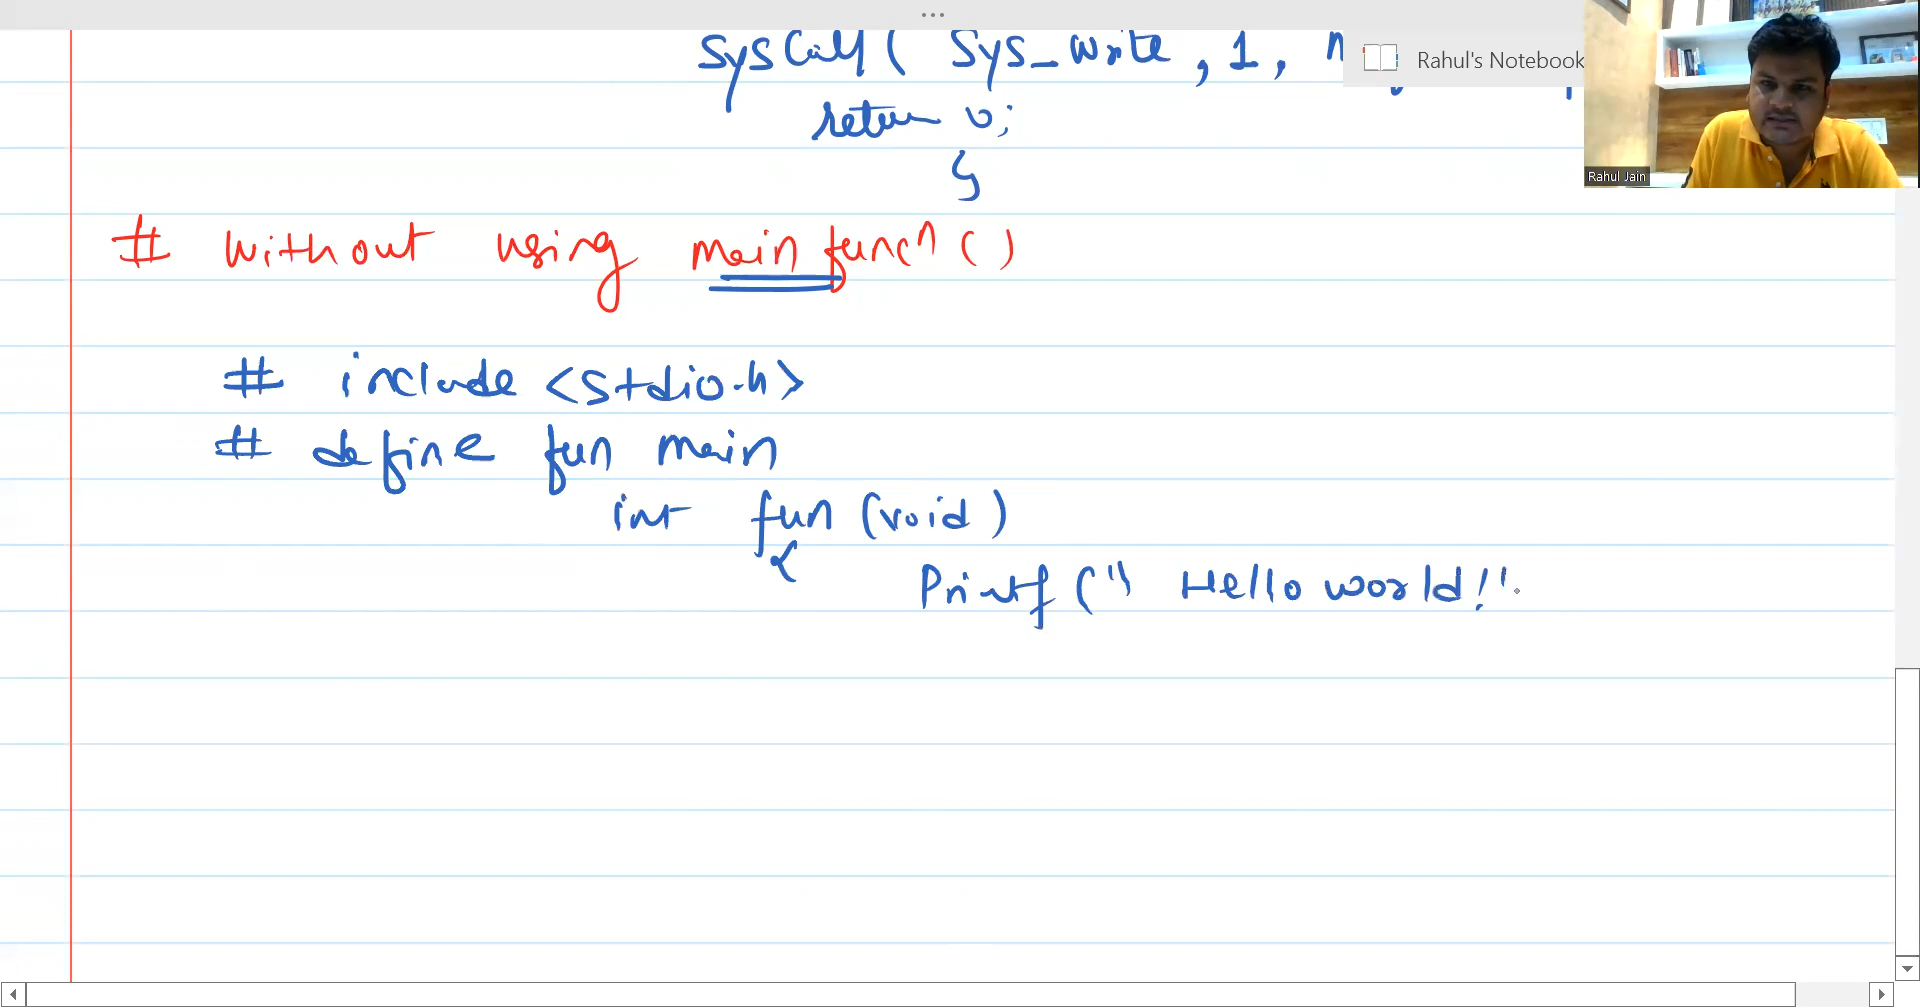 Syscall ( Sys_write , 1 ,
Rahul's Notebook
return 0;
}
Rahul Jain
# without using main funcn ( )
# include <stdio.h>
# define fun main
int fun (void)
{
Printf (" Hello world!"